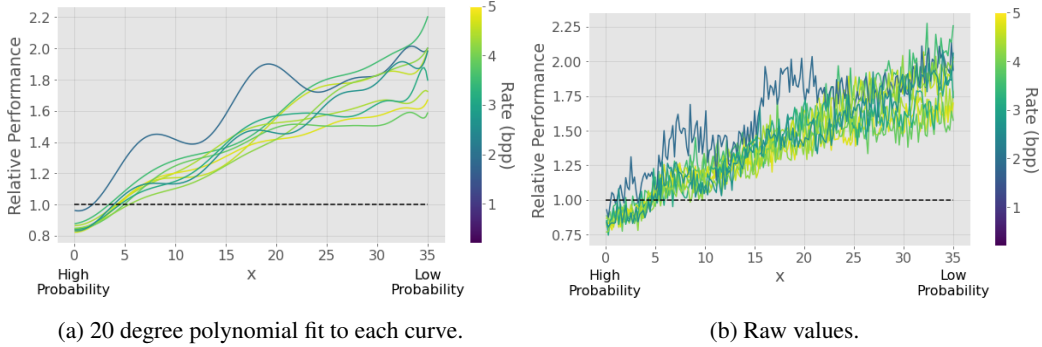 2.2
2.0
1.8
1.6
1.4
1.2
1.0
0.8
Relative Performance
0 5 10 15 20 25 30 35
High
Probability
X
Low
Probability
5
4
3
2
1
Rate (bpp)
(a) 20 degree polynomial fit to each curve.
2.25
2.00
1.75
1.50
1.25
1.00
0.75
Relative Performance
0 5 10 15 20 25 30 35
High
Probability
X
Low
Probability
5
4
3
2
1
Rate (bpp)
(b) Raw values.